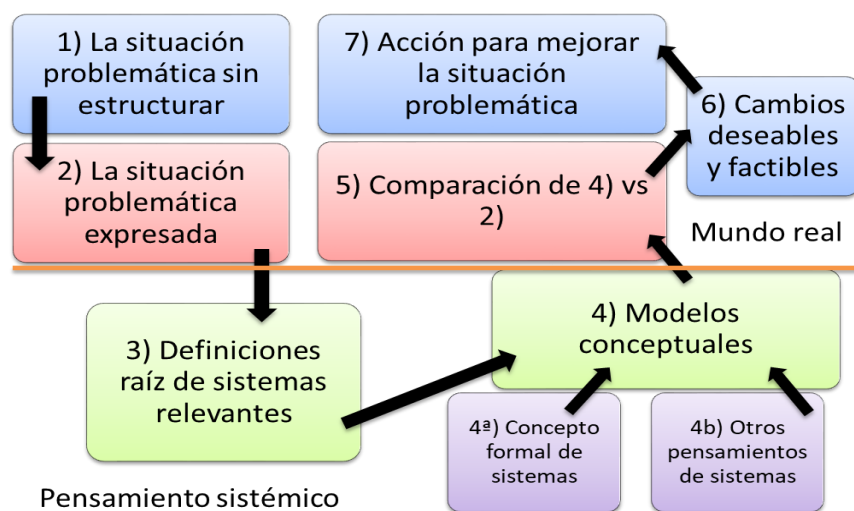 1) La situación
problemática sin
estructurar
7) Acción para mejorar
la situación
problemática
6) Cambios
deseables
y factibles
2) La situación
problemática
expresada
5) Comparación de 4) vs
2)
Mundo real
3) Definiciones
raíz de sistemas
relevantes
4) Modelos
conceptuales
4ª) Concepto
formal de
sistemas
4b) Otros
pensamientos
de sistemas
Pensamiento sistémico